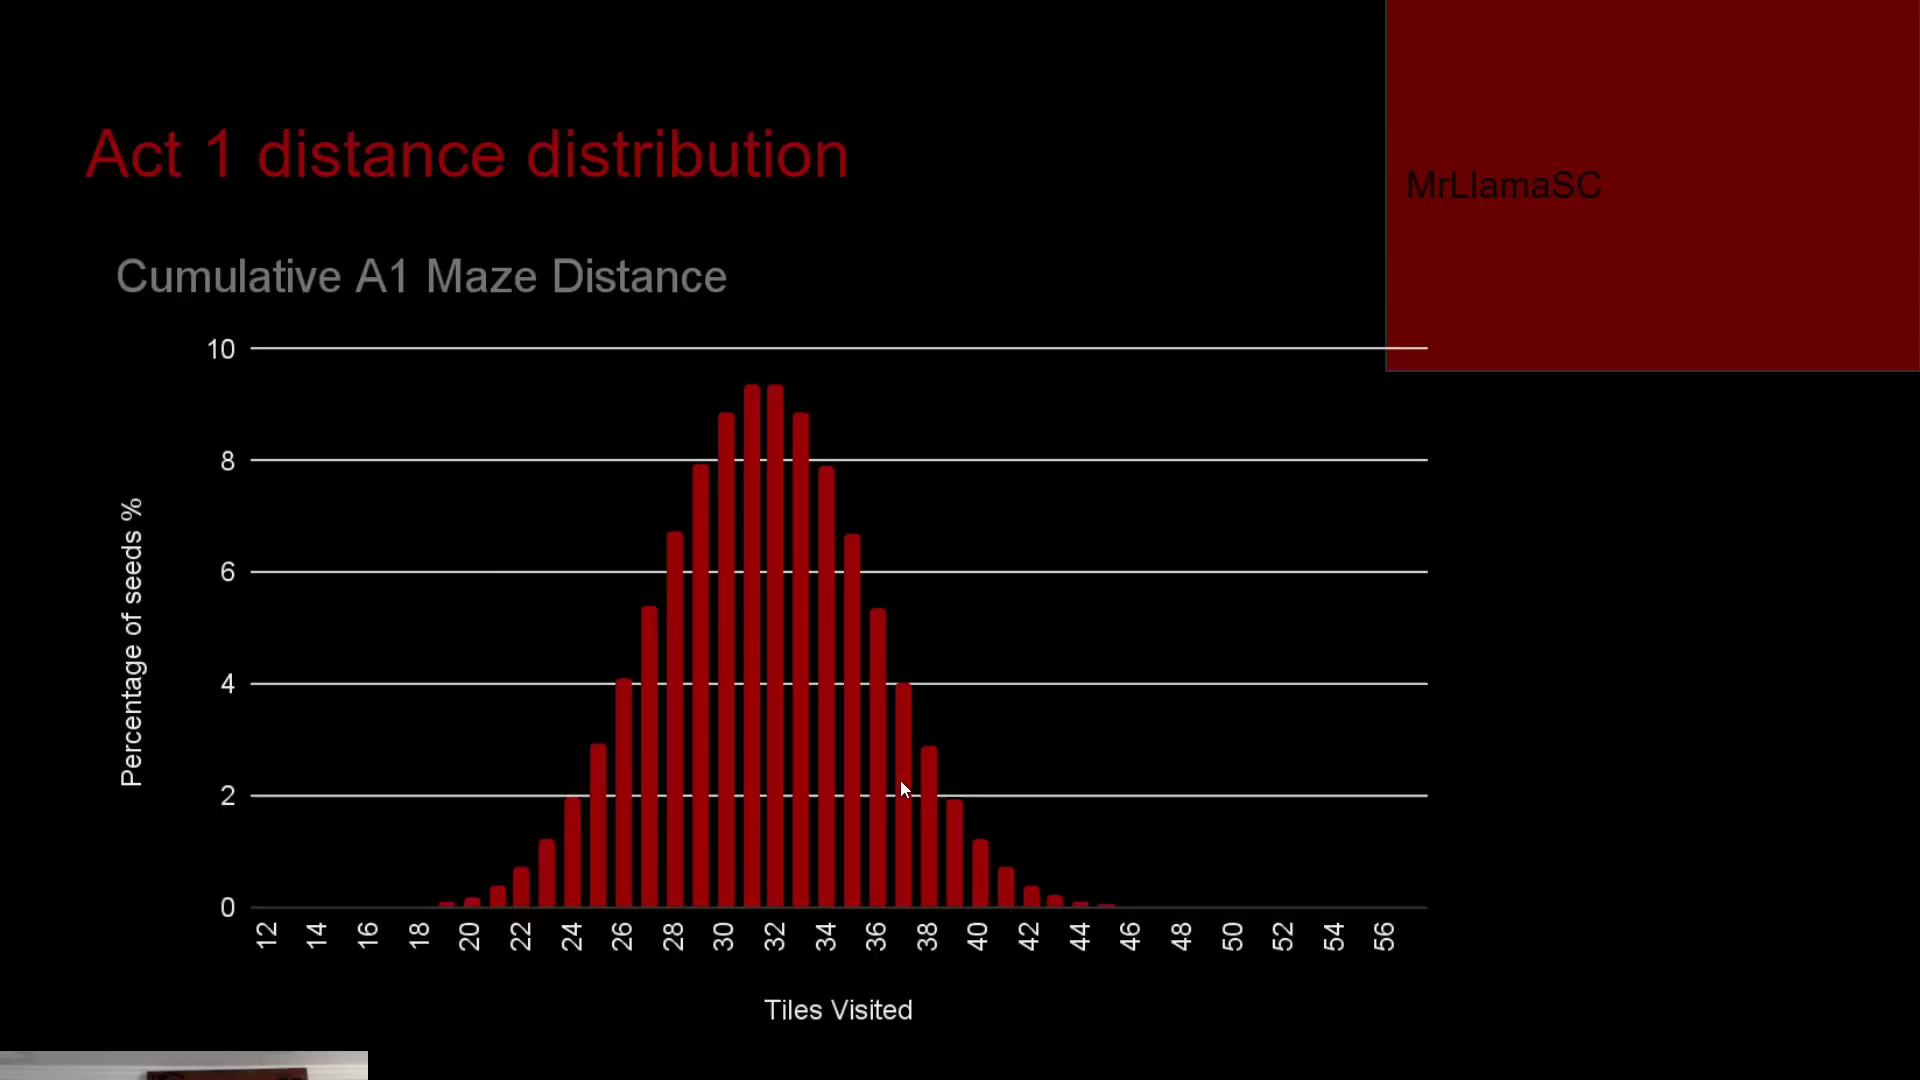 Act 1 distance distribution
MrLlamaSC
Cumulative A1 Maze Distance
10
8
6
4
2
0
Percentage of seeds %
12 14 16 18 20 22 24 26 28 30 32 34 36 38 40 42 44 46 48 50 52 54 56
Tiles Visited